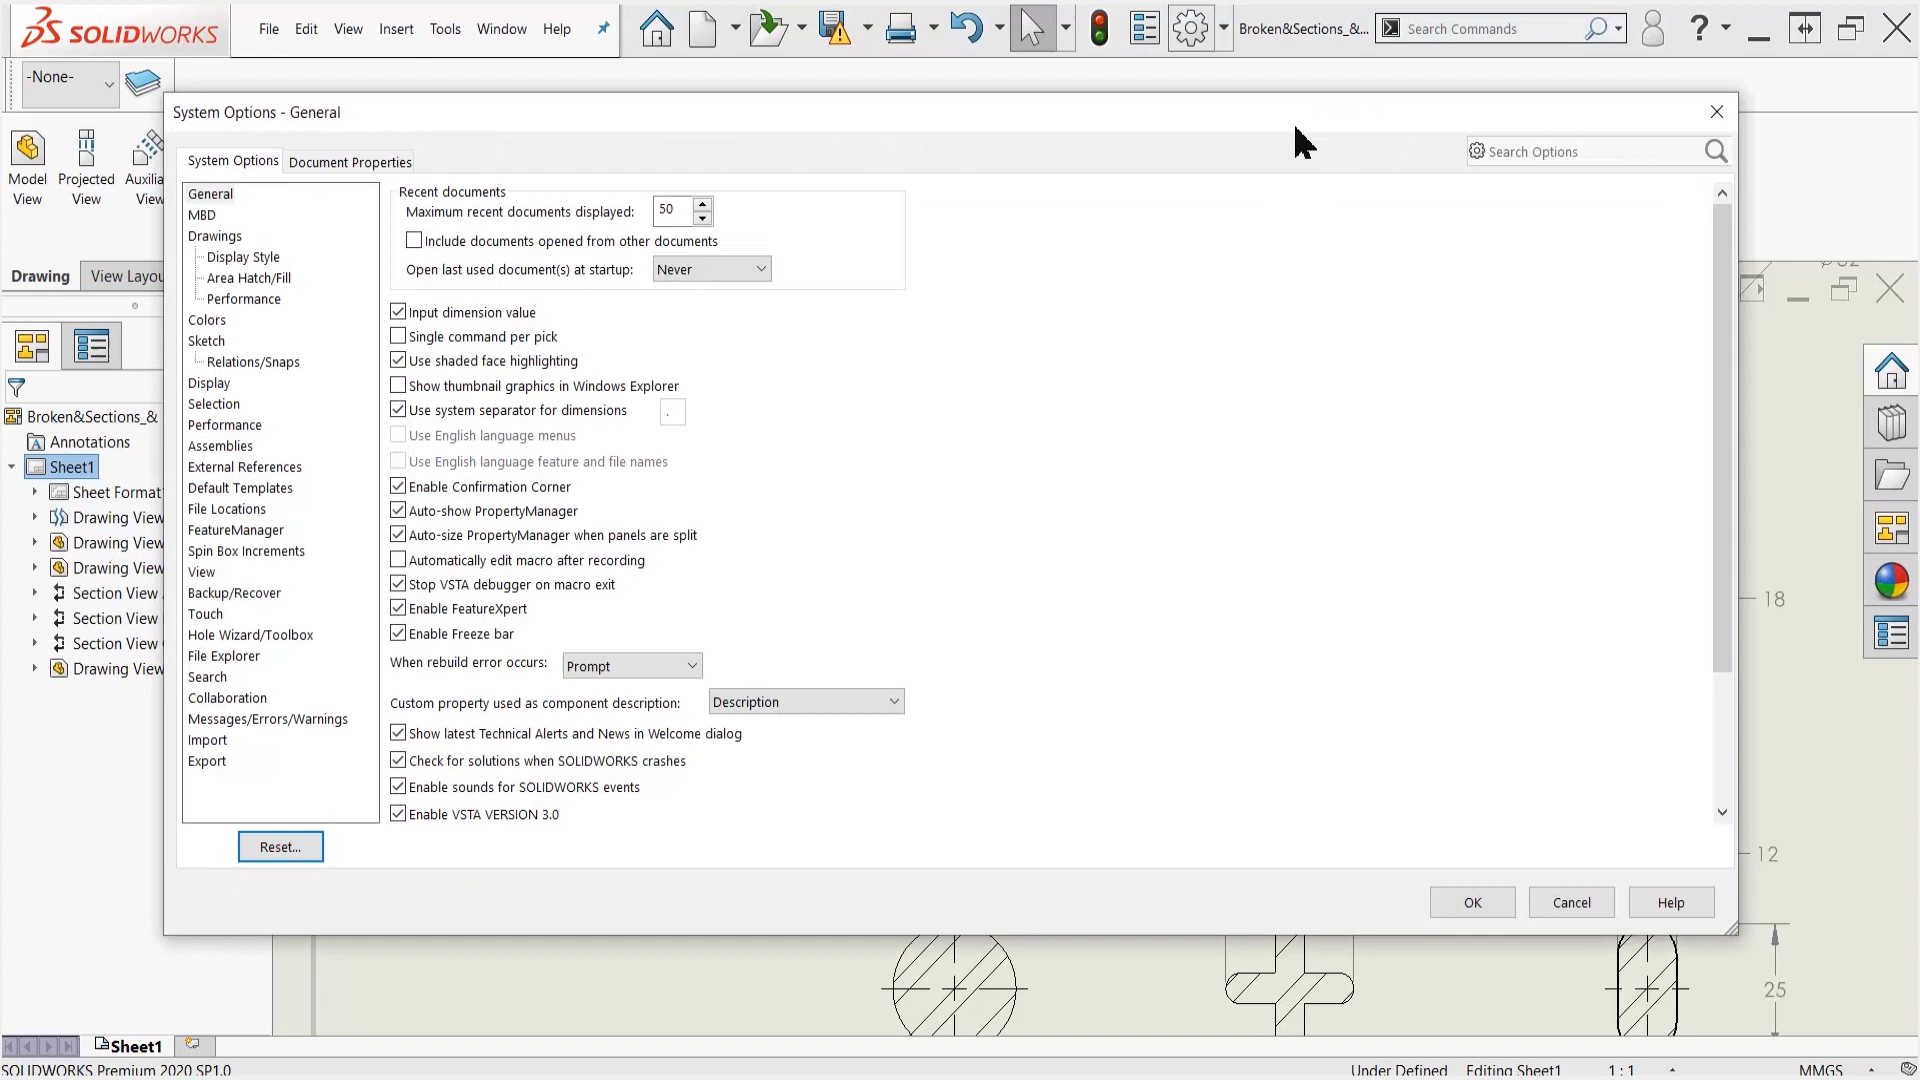 SOLIDWORKS
File Edit View Insert Tools Window Help
Broken&Sections_&...
Search Commands
?
-None-
System Options - General
Model View
Projected View
Auxilia View
System Options
Document Properties
Search Options
Drawing
View Layou
General
MBD
Drawings
Display Style
Area Hatch/Fill
Performance
Colors
Sketch
Relations/Snaps
Display
Selection
Performance
Assemblies
External References
Default Templates
File Locations
FeatureManager
Spin Box Increments
View
Backup/Recover
Touch
Hole Wizard/Toolbox
File Explorer
Search
Collaboration
Messages/Errors/Warnings
Import
Export
Reset...
Recent documents
Maximum recent documents displayed: 50
Include documents opened from other documents
Open last used document(s) at startup: Never
Input dimension value
Single command per pick
Use shaded face highlighting
Show thumbnail graphics in Windows Explorer
Use system separator for dimensions .
Use English language menus
Use English language feature and file names
Enable Confirmation Corner
Auto-show PropertyManager
Auto-size PropertyManager when panels are split
Automatically edit macro after recording
Stop VSTA debugger on macro exit
Enable FeatureXpert
Enable Freeze bar
When rebuild error occurs: Prompt
Custom property used as component description: Description
Show latest Technical Alerts and News in Welcome dialog
Check for solutions when SOLIDWORKS crashes
Enable sounds for SOLIDWORKS events
Enable VSTA VERSION 3.0
OK Cancel Help
Broken&Sections_&
Annotations
Sheet1
Sheet Format
Drawing View
Drawing View
Drawing View
Section View
Section View
Section View
Drawing View
18
12
25
Sheet1
SOLIDWORKS Premium 2020 SP1.0
Under Defined Editing Sheet1 1 : 1 MMGS